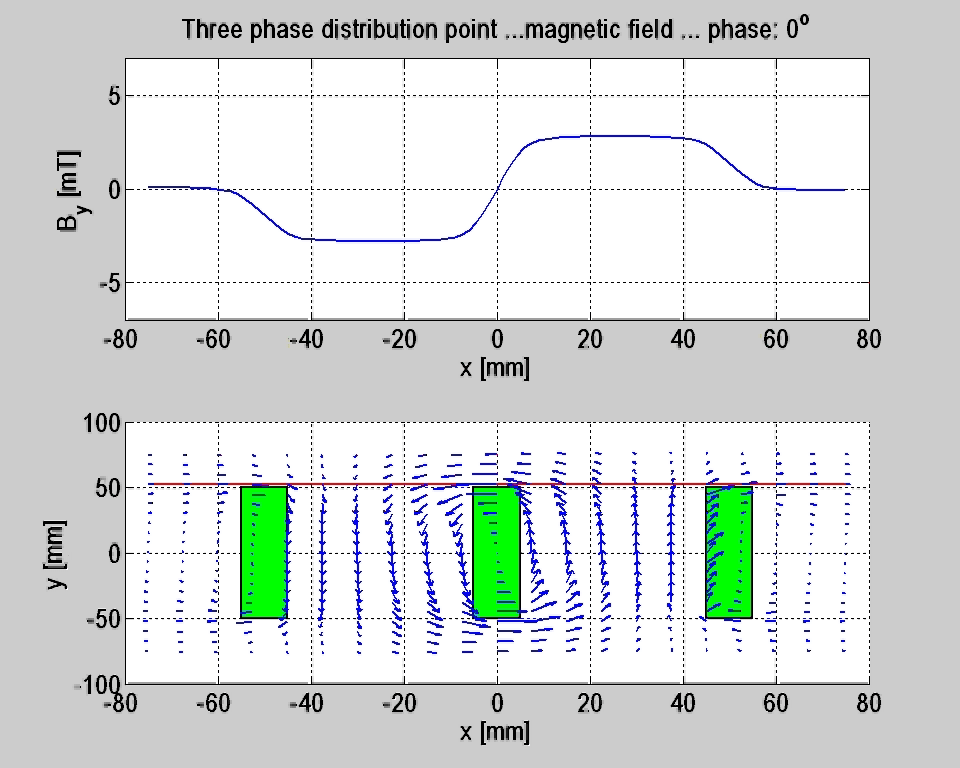 Three phase distribution point ...magnetic field ... phase: 0°
5
0
-5
B_y [mT]
-80 -60 -40 -20 0 20 40 60 80
x [mm]
100
50
0
-50
-100
y [mm]
-80 -60 -40 -20 0 20 40 60 80
x [mm]